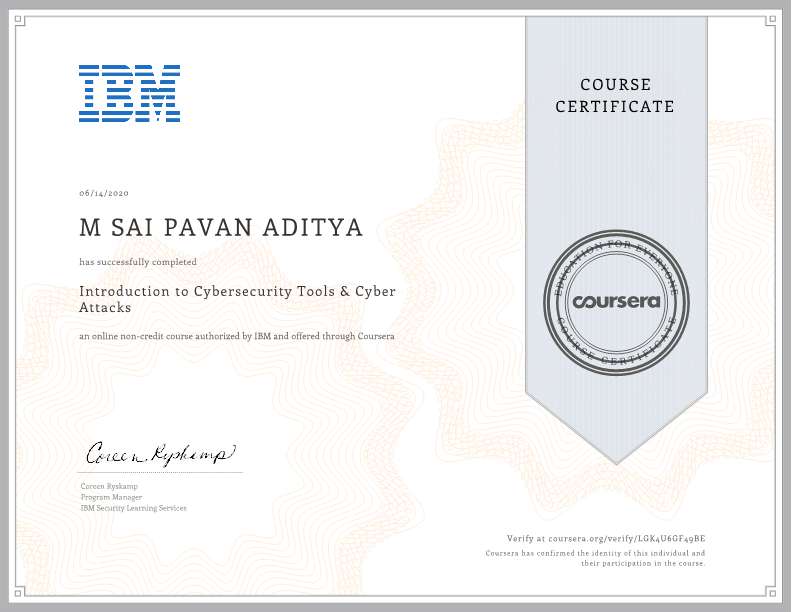 IBM
COURSE
CERTIFICATE
06/14/2020
M SAI PAVAN ADITYA
has successfully completed
Introduction to Cybersecurity Tools & Cyber
Attacks
an online non-credit course authorized by IBM and offered through Coursera
EDUCATION FOR EVERYONE
coursera
COURSE CERTIFICATE
Coreen Ryskamp
Coreen Ryskamp
Program Manager
IBM Security Learning Services
Verify at coursera.org/verify/LGK4U6GF49BE
Coursera has confirmed the identity of this individual and
their participation in the course.